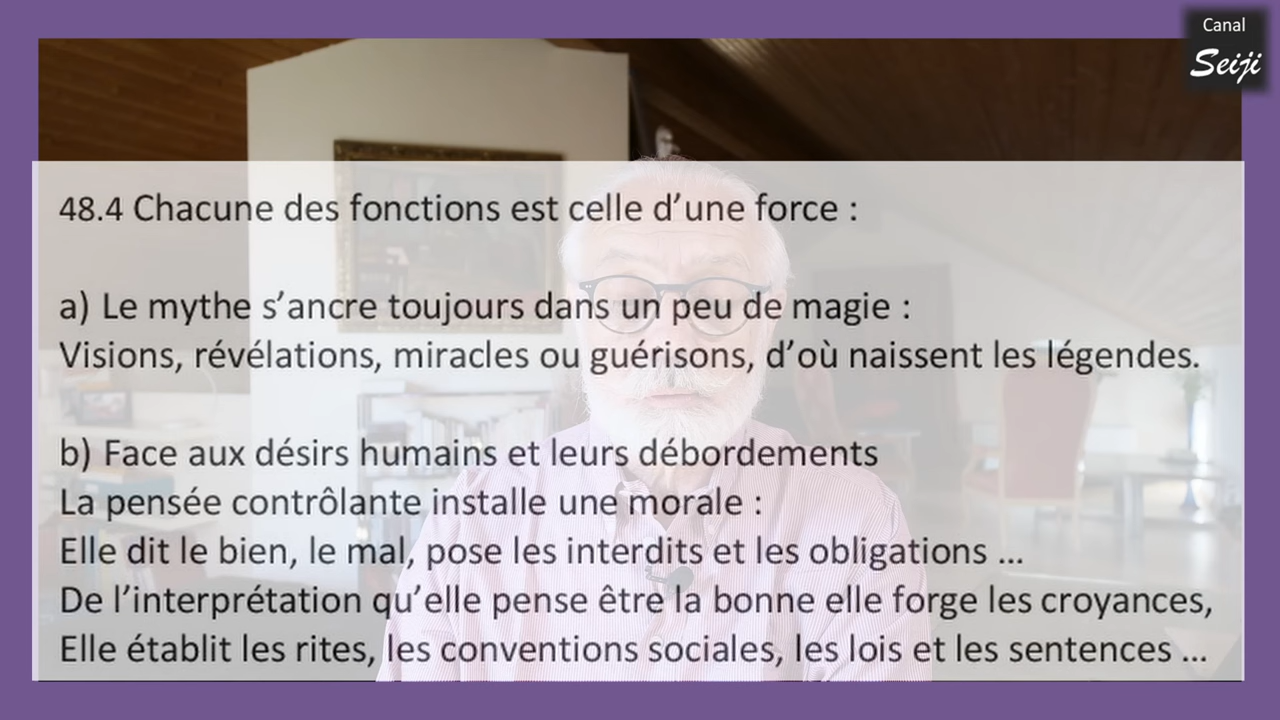 Canal
Seiji
48.4 Chacune des fonctions est celle d’une force :
a) Le mythe s’ancre toujours dans un peu de magie :
Visions, révélations, miracles ou guérisons, d’où naissent les légendes.
b) Face aux désirs humains et leurs débordements
La pensée contrôlante installe une morale :
Elle dit le bien, le mal, pose les interdits et les obligations ...
De l’interprétation qu’elle pense être la bonne elle forge les croyances,
Elle établit les rites, les conventions sociales, les lois et les sentences ...